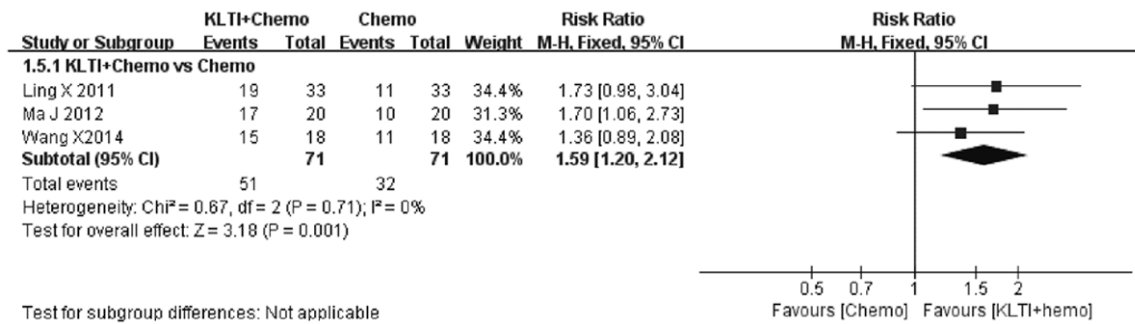 KLTI+Chemo Chemo Risk Ratio Risk Ratio
Study or Subgroup Events Total Events Total Weight M-H, Fixed, 95% CI M-H, Fixed, 95% CI
1.5.1 KLTI+Chemo vs Chemo
Ling X 2011 19 33 11 33 34.4% 1.73 [0.98, 3.04]
Ma J 2012 17 20 10 20 31.3% 1.70 [1.06, 2.73]
Wang X2014 15 18 11 18 34.4% 1.36 [0.89, 2.08]
Subtotal (95% CI) 71 71 100.0% 1.59 [1.20, 2.12]
Total events 51 32
Heterogeneity: Chi² = 0.67, df = 2 (P = 0.71); I² = 0%
Test for overall effect: Z = 3.18 (P = 0.001)
0.5 0.7 1 1.5 2
Test for subgroup differences: Not applicable Favours [Chemo] Favours [KLTI+hemo]